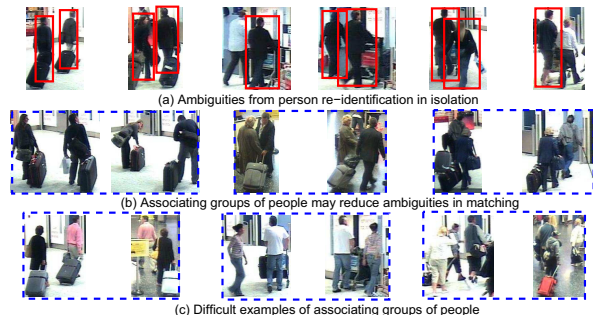 (a) Ambiguities from person re−identification in isolation
(b) Associating groups of people may reduce ambiguities in matching
(c) Difficult examples of associating groups of people